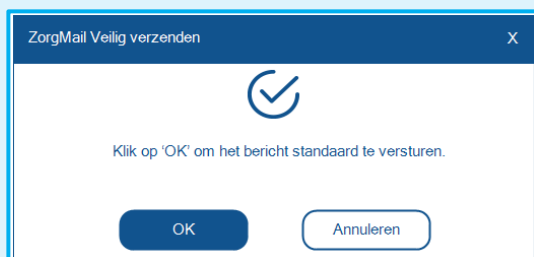 ZorgMail Veilig verzenden X
Klik op ‘OK’ om het bericht standaard te versturen.
OK Annuleren